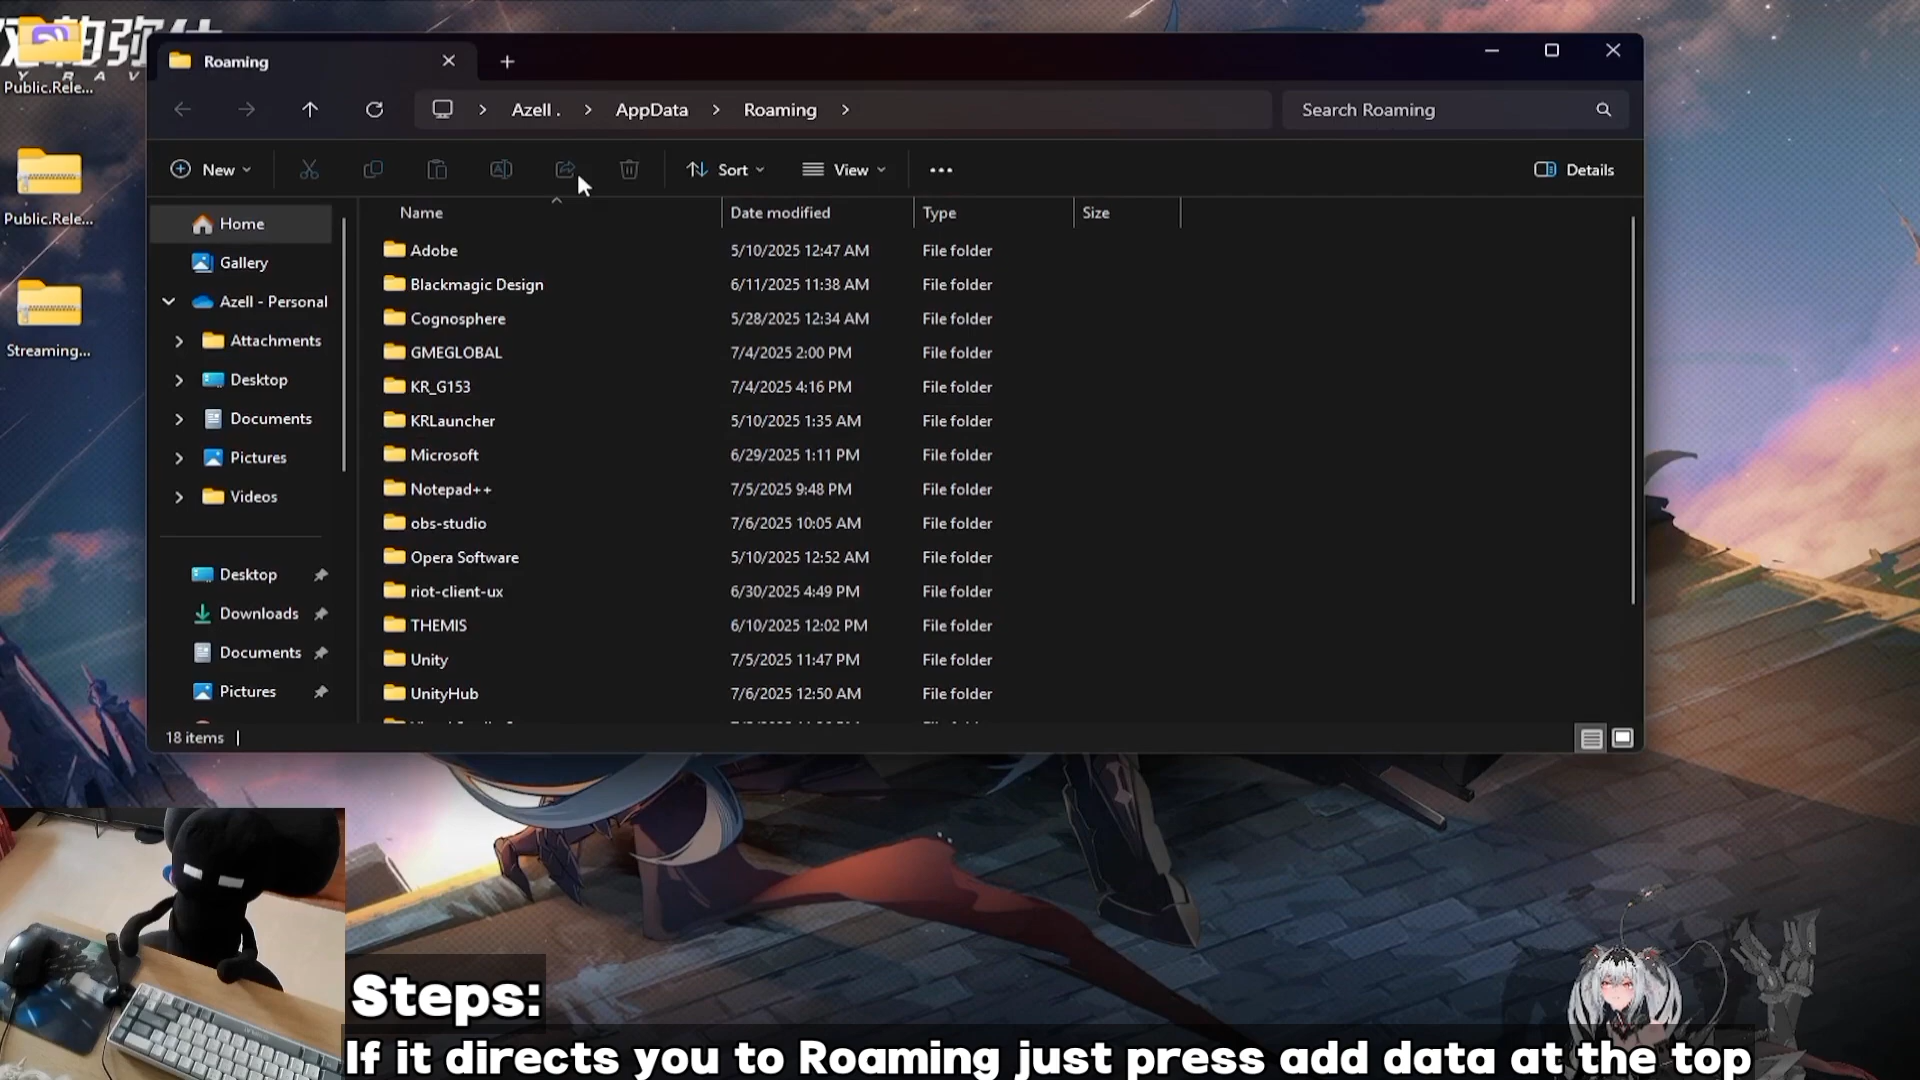 Y R A V
Public.Rele...
Public.Rele...
Streaming...
Roaming
Azell .
AppData
Roaming
Search Roaming
New
Sort
View
Details
Home
Gallery
Azell - Personal
Attachments
Desktop
Documents
Pictures
Videos
Desktop
Downloads
Documents
Pictures
Name Date modified Type Size
Adobe 5/10/2025 12:47 AM File folder
Blackmagic Design 6/11/2025 11:38 AM File folder
Cognosphere 5/28/2025 12:34 AM File folder
GMEGLOBAL 7/4/2025 2:00 PM File folder
KR_G153 7/4/2025 4:16 PM File folder
KRLauncher 5/10/2025 1:35 AM File folder
Microsoft 6/29/2025 1:11 PM File folder
Notepad++ 7/5/2025 9:48 PM File folder
obs-studio 7/6/2025 10:05 AM File folder
Opera Software 5/10/2025 12:52 AM File folder
riot-client-ux 6/30/2025 4:49 PM File folder
THEMIS 6/10/2025 12:02 PM File folder
Unity 7/5/2025 11:47 PM File folder
UnityHub 7/6/2025 12:50 AM File folder
18 items
Steps:
If it directs you to Roaming just press add data at the top